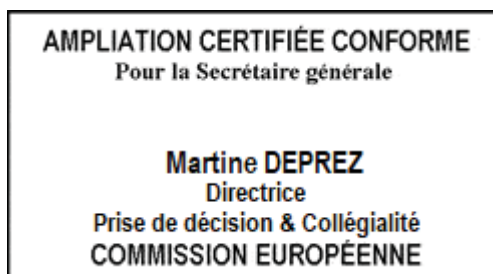 AMPLIATION CERTIFIÉE CONFORME
Pour la Secrétaire générale
Martine DEPREZ
Directrice
Prise de décision & Collégialité
COMMISSION EUROPÉENNE